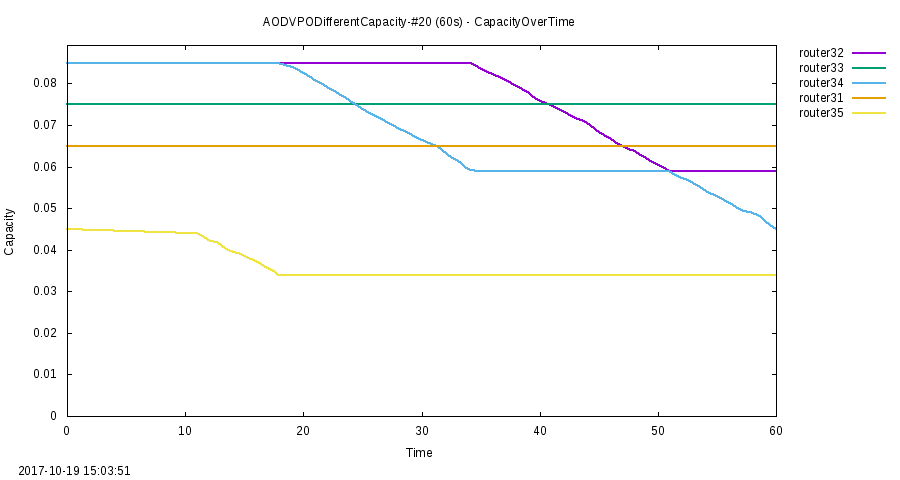 AODVPODifferentCapacity-#20 (60s) - CapacityOverTime
router32
router33
router34
router31
router35
0.08
0.07
0.06
0.05
0.04
0.03
0.02
0.01
0
Capacity
0 10 20 30 40 50 60
Time
2017-10-19 15:03:51